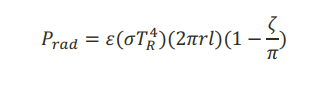 P_rad = ε(σT_R^4)(2πrl)(1 − ζ/π)